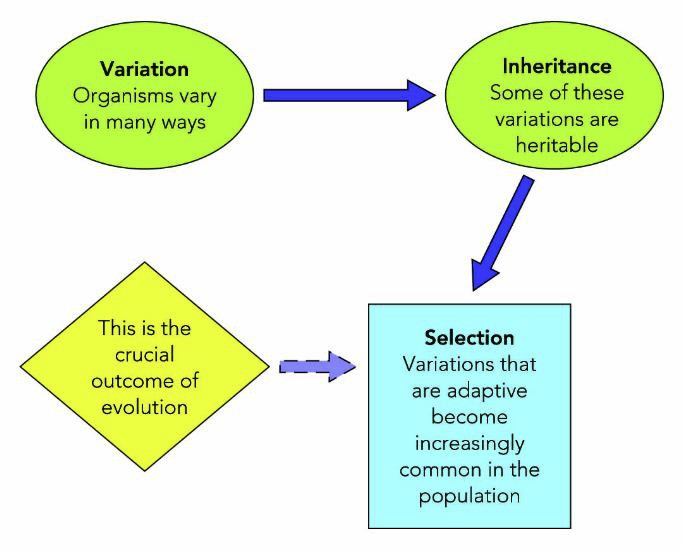 Variation
Organisms vary
in many ways
Inheritance
Some of these
variations are
heritable
This is the
crucial
outcome of
evolution
Selection
Variations that
are adaptive
become
increasingly
common in the
population